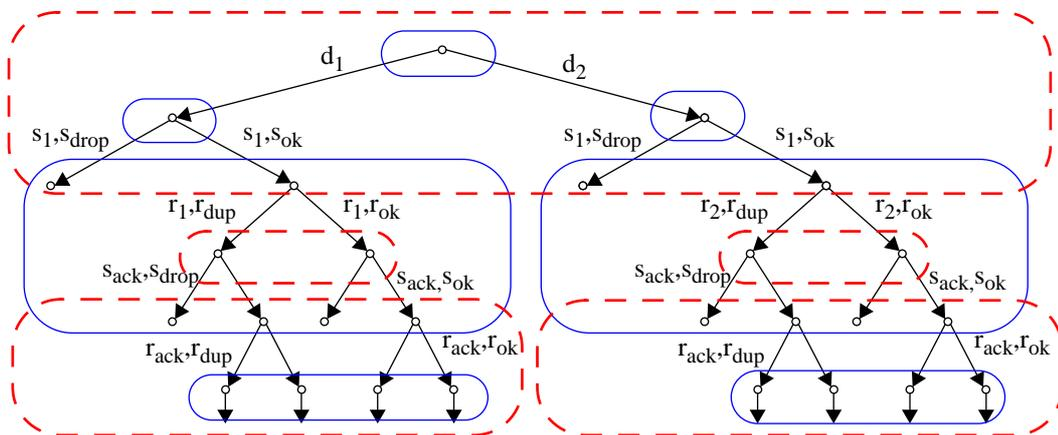 d1 d2
s1,sdrop s1,sok s1,sdrop s1,sok
r1,rdup r1,rok r2,rdup r2,rok
sack,sdrop sack,sok sack,sdrop sack,sok
rack,rdup rack,rok rack,rdup rack,rok